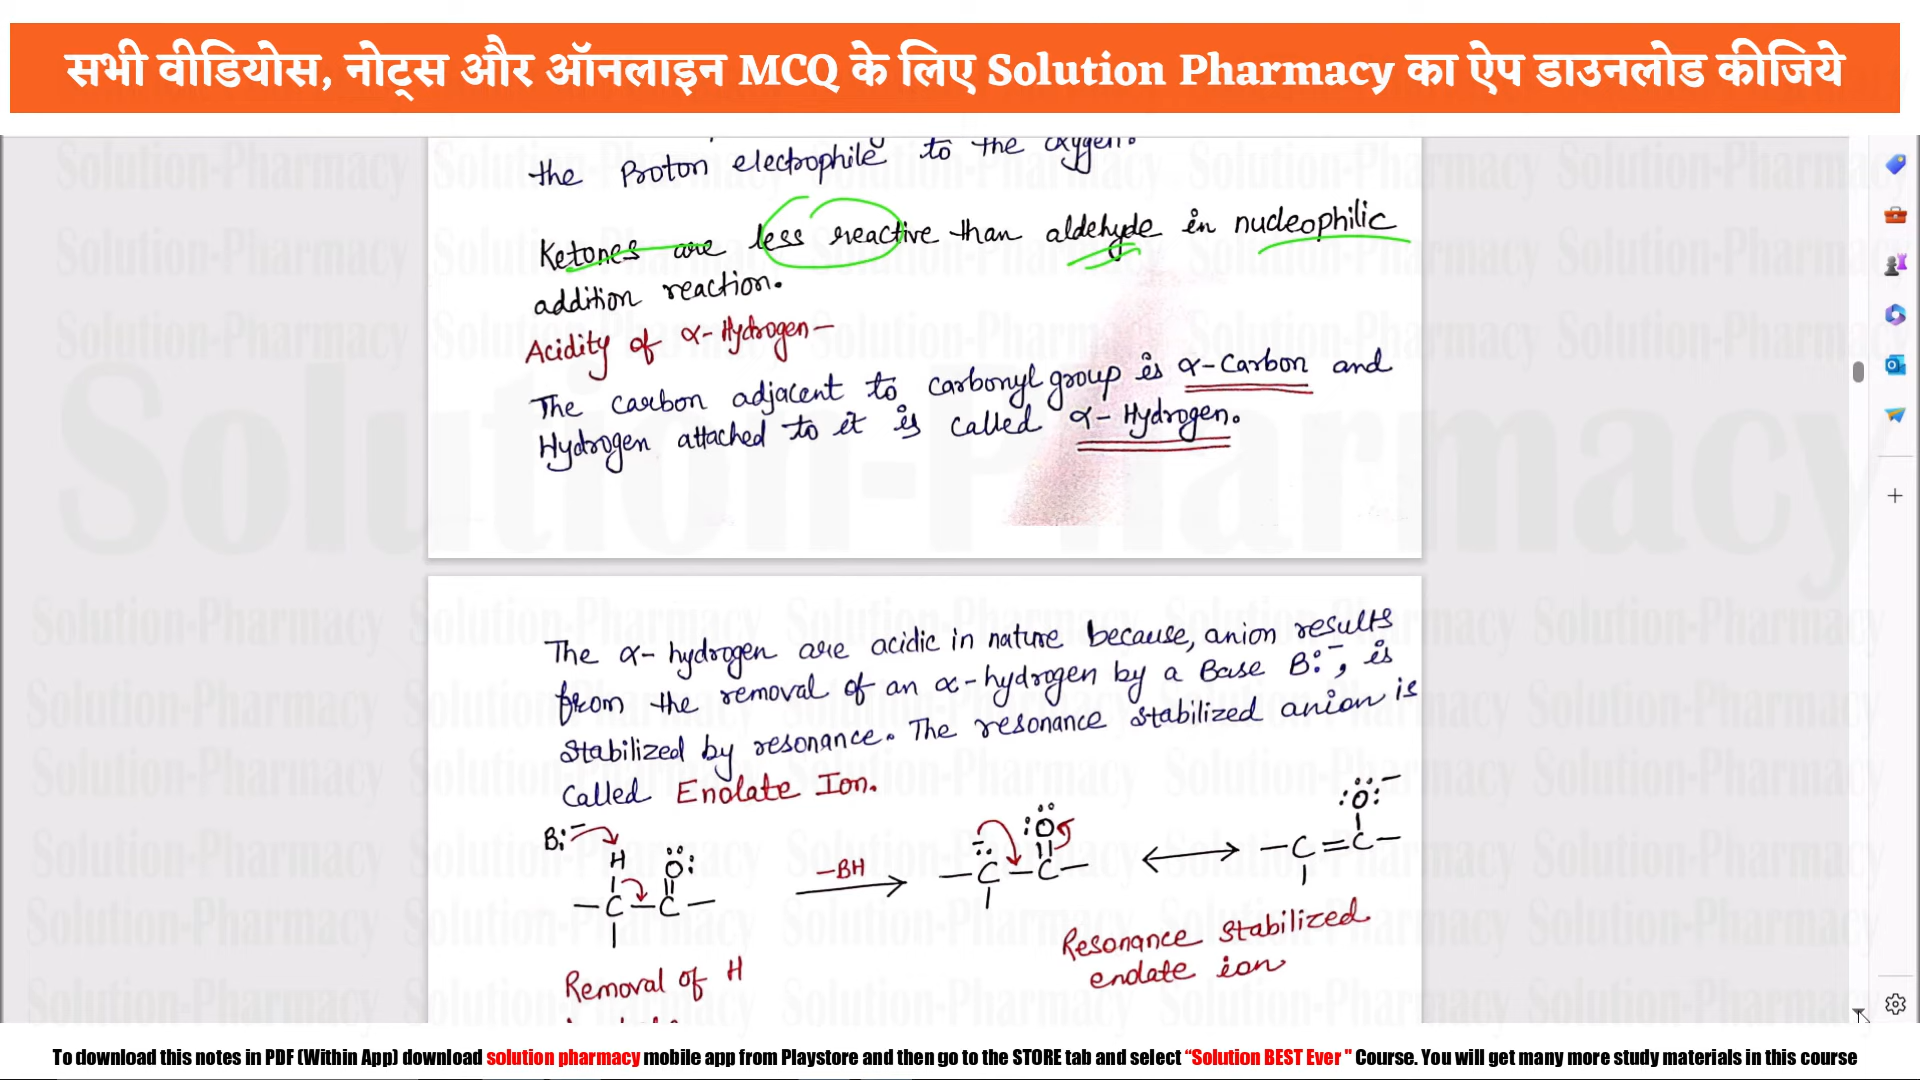 सभी वीडियोस, नोट्स और ऑनलाइन MCQ के लिए Solution Pharmacy का ऐप डाउनलोड कीजिये
the Proton electrophile to the oxygen.
Ketones are less reactive than aldehyde in nucleophilic
addition reaction.
Acidity of α-Hydrogen-
The carbon adjacent to carbonyl group is α-Carbon and
Hydrogen attached to it is called α-Hydrogen.
The α-hydrogen are acidic in nature because, anion results
from the removal of an α-hydrogen by a Base B:⁻, is
stabilized by resonance. The resonance stabilized anion is
called Enolate Ion.
B:⁻
H O
-C-C-
-BH
O
-C-C-
O⁻
-C=C-
Removal of H
Resonance stabilized
enolate ion
Solution-Pharmacy
To download this notes in PDF (Within App) download solution pharmacy mobile app from Playstore and then go to the STORE tab and select "Solution BEST Ever " Course. You will get many more study materials in this course